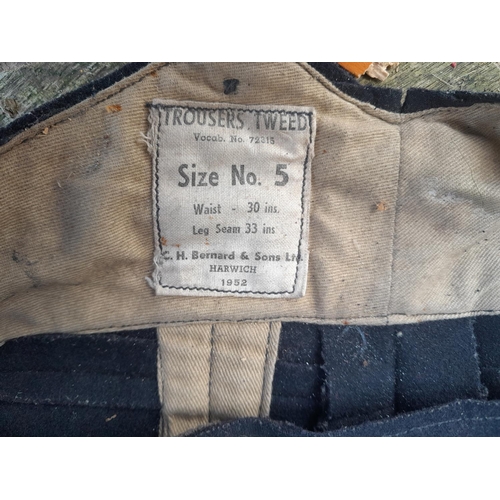 TROUSERS TWEED
Vocab. No. 72315
Size No. 5
Waist - 30 ins.
Leg Seam 33 ins
C. H. Bernard & Sons Ltd.
HARWICH
1952